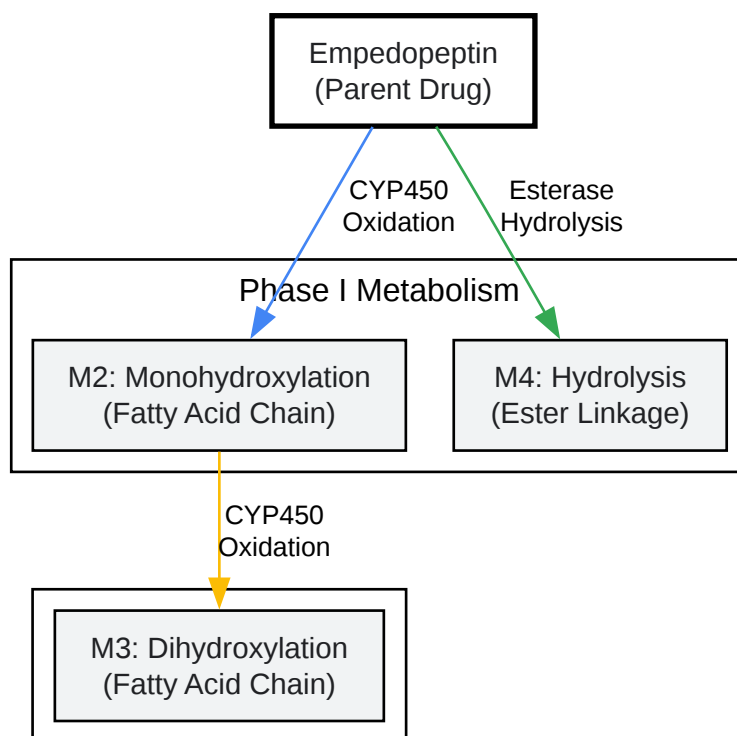 Empedopeptin
(Parent Drug)
CYP450
Oxidation
Esterase
Hydrolysis
Phase I Metabolism
M2: Monohydroxylation
(Fatty Acid Chain)
M4: Hydrolysis
(Ester Linkage)
CYP450
Oxidation
M3: Dihydroxylation
(Fatty Acid Chain)